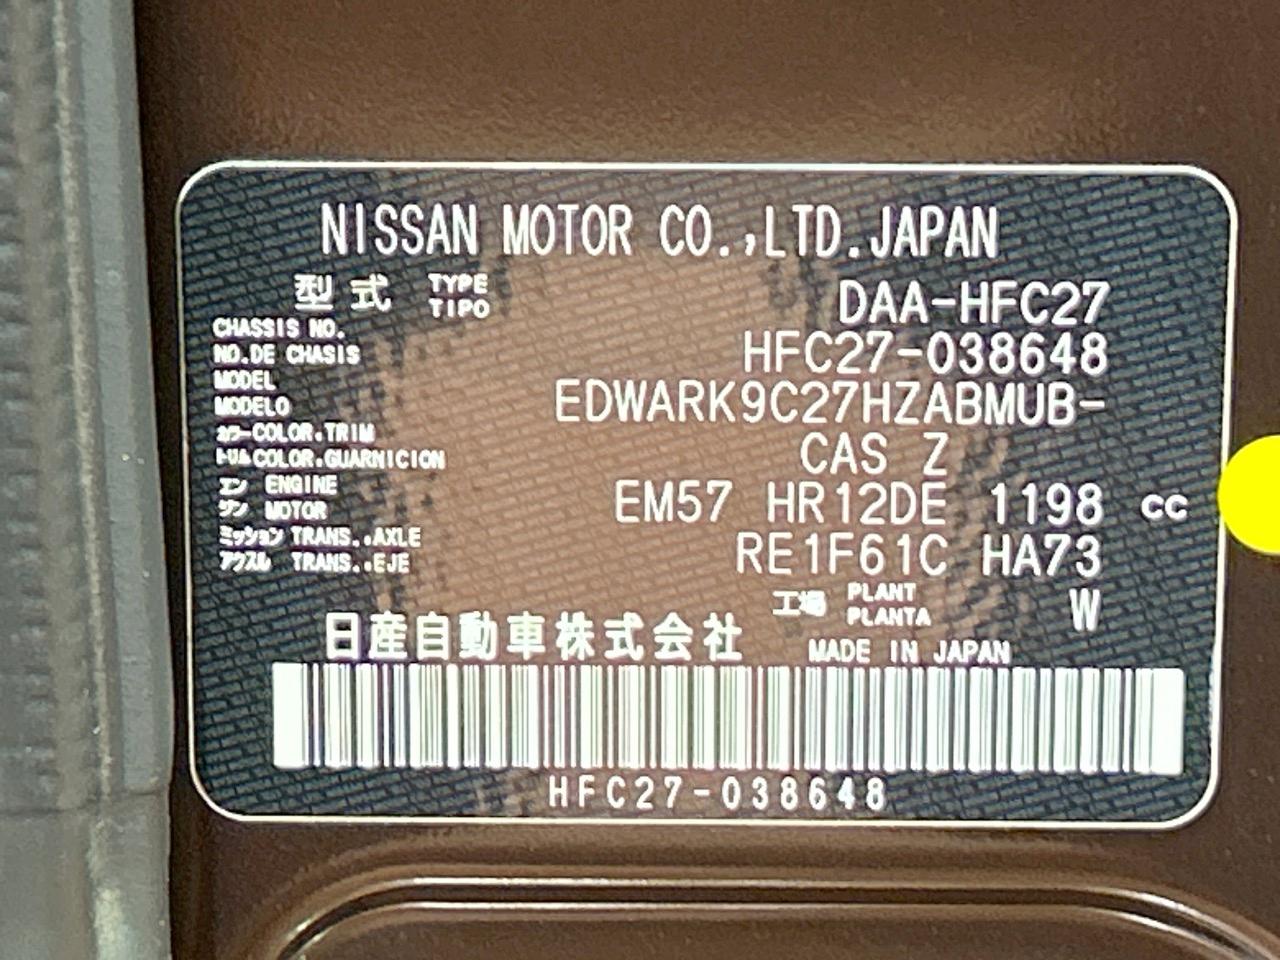 NISSAN MOTOR CO.,LTD.JAPAN
型式 TYPE TIPO DAA-HFC27
CHASSIS NO.
NO.DE CHASIS HFC27-038648
MODEL
MODELO EDWARK9C27HZABMUB-
カラー COLOR.TRIM
トリム COLOR.GUARNICION CAS Z
エン ENGINE
ジン MOTOR EM57 HR12DE 1198 cc
ミッション TRANS..AXLE
アクスル TRANS..EJE RE1F61C HA73
工場 PLANT PLANTA W
日産自動車株式会社 MADE IN JAPAN
HFC27-038648